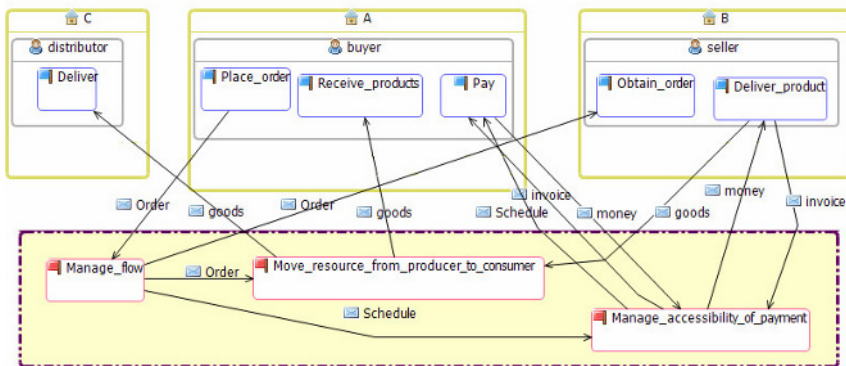 C
A
B
distributor
buyer
seller
Deliver
Place_order
Receive_products
Pay
Obtain_order
Deliver_product
Order
goods
Order
goods
invoice
Schedule
money
goods
money
invoice
Manage_flow
Order
Move_resource_from_producer_to_consumer
Schedule
Manage_accessibility_of_payment